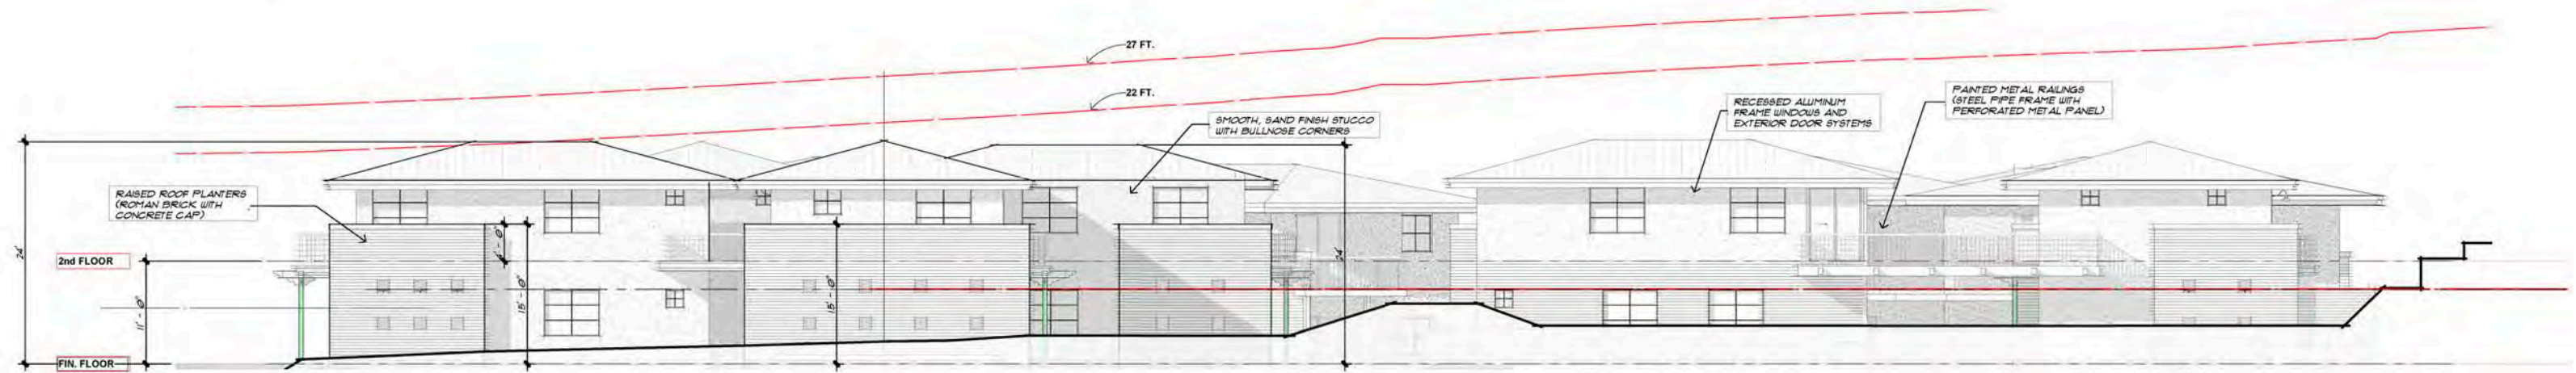 27 FT.
22 FT.
SMOOTH, SAND FINISH STUCCO
WITH BULLNOSE CORNERS
RECESSED ALUMINUM
FRAME WINDOWS AND
EXTERIOR DOOR SYSTEMS
PAINTED METAL RAILINGS
(STEEL PIPE FRAME WITH
PERFORATED METAL PANEL)
RAISED ROOF PLANTERS
(ROMAN BRICK WITH
CONCRETE CAP)
24'
2nd FLOOR
11' - 0"
15' - 0"
15' - 0"
24'
FIN. FLOOR